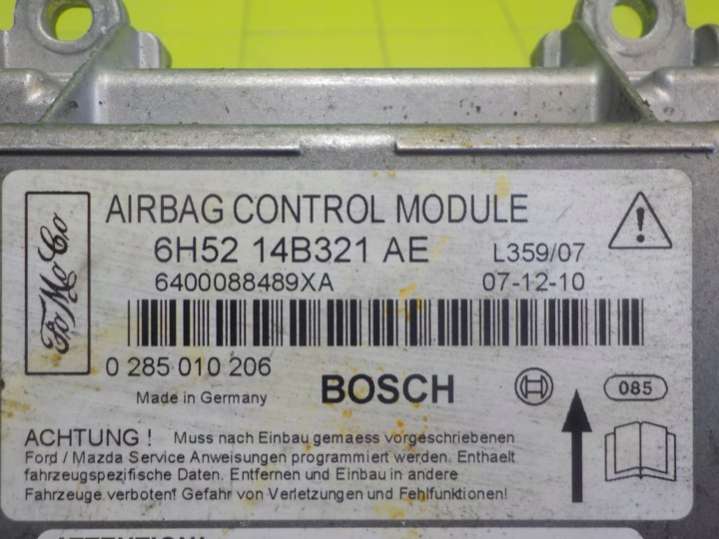 AIRBAG CONTROL MODULE
6H52 14B321 AE
L359/07
6400088489XA
07-12-10
FoMoCo
0 285 010 206
Made in Germany
BOSCH
085
ACHTUNG ! Muss nach Einbau gemaess vorgeschriebenen
Ford / Mazda Service Anweisungen programmiert werden. Enthaelt
fahrzeugspezifische Daten. Entfernen und Einbau in andere
Fahrzeuge verboten! Gefahr von Verletzungen und Fehlfunktionen!
ATTENTION!